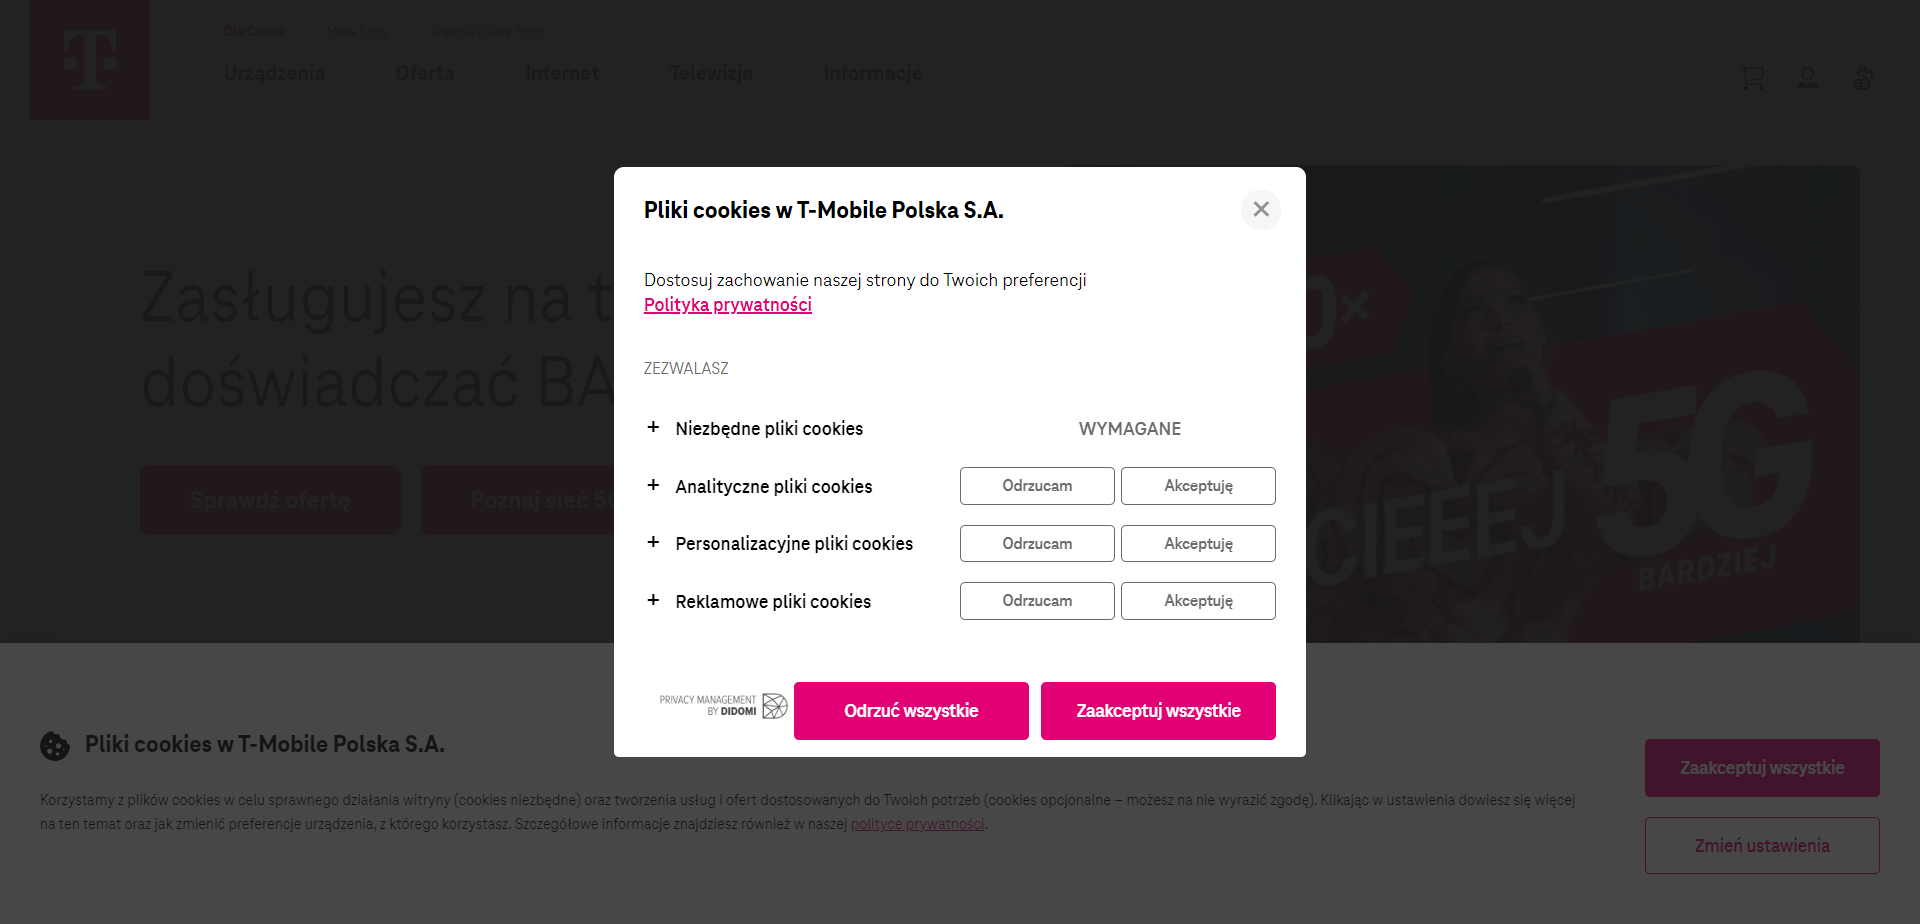 Dla Ciebie Małe firmy Średnie i duże firmy
Urządzenia Oferta Internet Telewizja Informacje
Pliki cookies w T-Mobile Polska S.A.
Dostosuj zachowanie naszej strony do Twoich preferencji
Polityka prywatności
ZEZWALASZ
+ Niezbędne pliki cookies WYMAGANE
+ Analityczne pliki cookies Odrzucam Akceptuję
+ Personalizacyjne pliki cookies Odrzucam Akceptuję
+ Reklamowe pliki cookies Odrzucam Akceptuję
PRIVACY MANAGEMENT
BY DIDOMI
Odrzuć wszystkie Zaakceptuj wszystkie
Zasługujesz na t
doświadczać BA
Sprawdź ofertę Poznaj sieć 5G
0x
CIEEEJ
5G
BARDZIEJ
Pliki cookies w T-Mobile Polska S.A.
Korzystamy z plików cookies w celu sprawnego działania witryny (cookies niezbędne) oraz tworzenia usług i ofert dostosowanych do Twoich potrzeb (cookies opcjonalne – możesz na nie wyrazić zgodę). Klikając w ustawienia dowiesz się więcej
na ten temat oraz jak zmienić preferencje urządzenia, z którego korzystasz. Szczegółowe informacje znajdziesz również w naszej polityce prywatności.
Zaakceptuj wszystkie
Zmień ustawienia